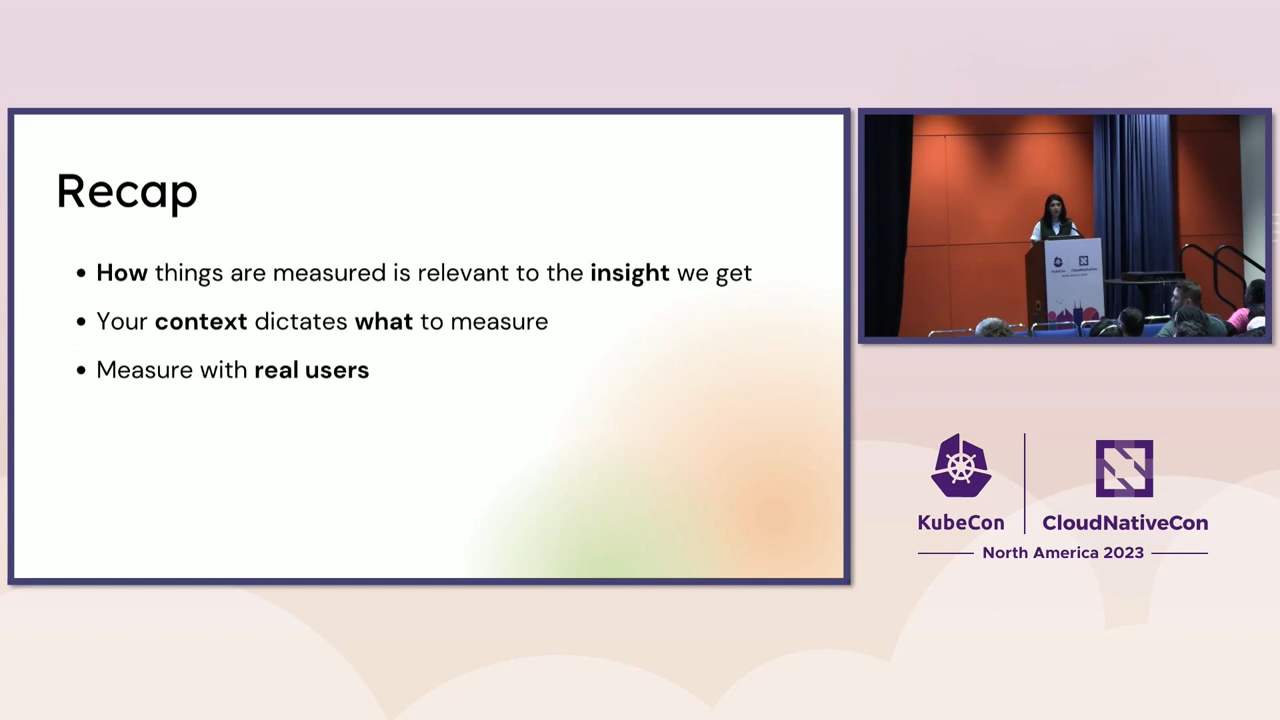 Recap
How things are measured is relevant to the insight we get
Your context dictates what to measure
Measure with real users
KubeCon
CloudNativeCon
North America 2023